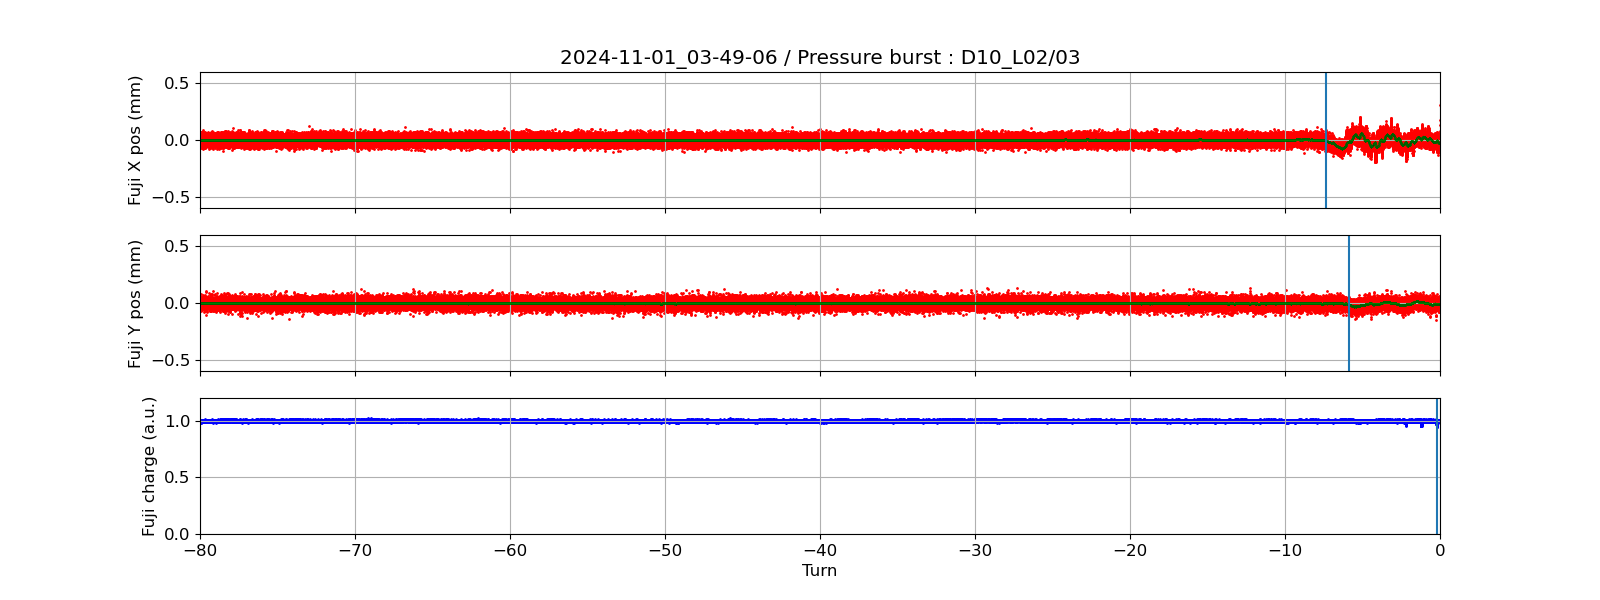 2024-11-01_03-49-06 / Pressure burst : D10_L02/03
Fuji X pos (mm)
0.5
0.0
−0.5
Fuji Y pos (mm)
0.5
0.0
−0.5
Fuji charge (a.u.)
1.0
0.5
0.0
−80 −70 −60 −50 −40 −30 −20 −10 0
Turn